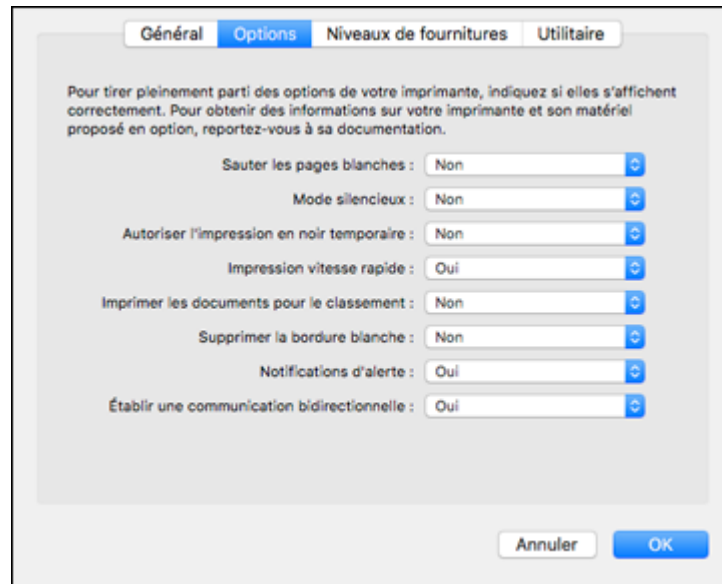 Général Options Niveaux de fournitures Utilitaire
Pour tirer pleinement parti des options de votre imprimante, indiquez si elles s'affichent
correctement. Pour obtenir des informations sur votre imprimante et son matériel
proposé en option, reportez-vous à sa documentation.
Sauter les pages blanches : Non
Mode silencieux : Non
Autoriser l'impression en noir temporaire : Non
Impression vitesse rapide : Oui
Imprimer les documents pour le classement : Non
Supprimer la bordure blanche : Non
Notifications d'alerte : Oui
Établir une communication bidirectionnelle : Oui
Annuler OK